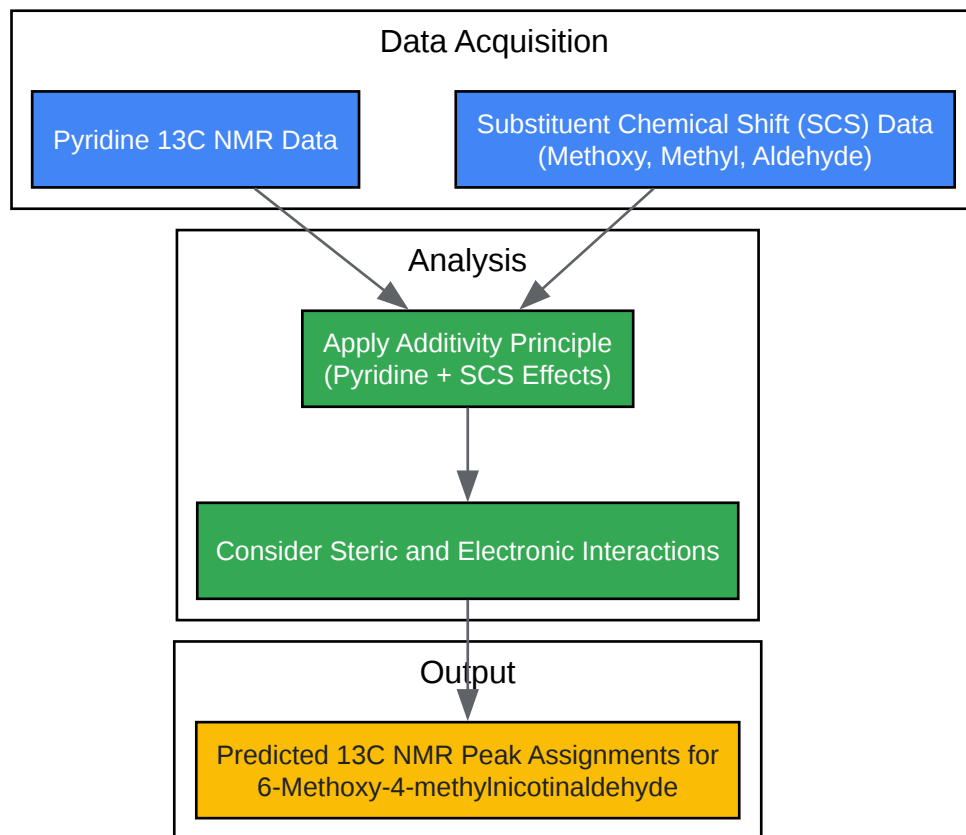 Data Acquisition
Pyridine 13C NMR Data
Substituent Chemical Shift (SCS) Data
(Methoxy, Methyl, Aldehyde)
Analysis
Apply Additivity Principle
(Pyridine + SCS Effects)
Consider Steric and Electronic Interactions
Output
Predicted 13C NMR Peak Assignments for
6-Methoxy-4-methylnicotinaldehyde